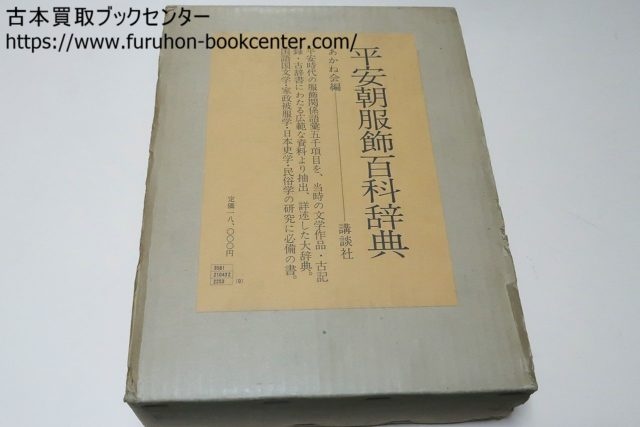 古本買取ブックセンター
https://www.furuhon-bookcenter.com/
平安朝服飾百科辞典
あかね会編
講談社
平安時代の服飾関係語彙五千項目を、当時の文学作品・古記
録・古辞書にわたる広範な資料より抽出、詳述した大辞典。
国語国文学・家政被服学・日本史学・民俗学の研究に必備の書。
定価一八、〇〇〇円
3581
2253
(0)